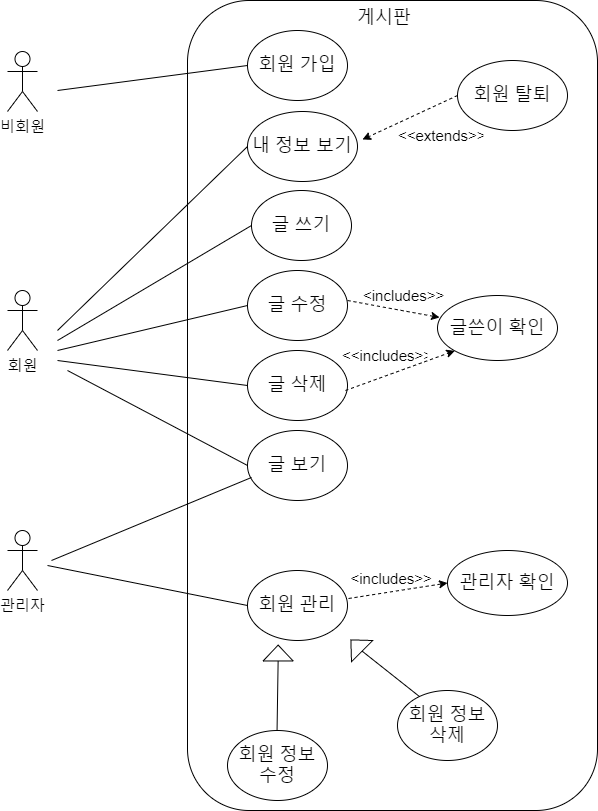 게시판
회원 가입
비회원
회원 탈퇴
<<extends>>
내 정보 보기
글 쓰기
<includes>>
글 수정
글쓴이 확인
<<includes>:
회원
글 삭제
글 보기
관리자
<includes>>
관리자 확인
회원 관리
회원 정보
삭제
회원 정보
수정